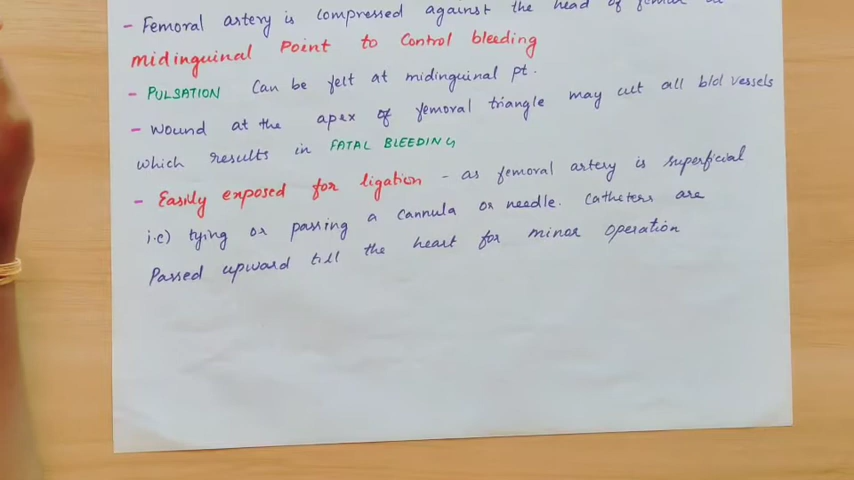 - Femoral artery is compressed against the head of
midinguinal Point to Control bleeding
- PULSATION Can be felt at midinguinal pt.
- Wound at the apex of femoral triangle may cut all bld vessels
which results in FATAL BLEEDING
- Easily exposed for ligation - as femoral artery is superficial
i.e) tying or passing a cannula or needle. Catheters are
Passed upward till the heart for minor operation